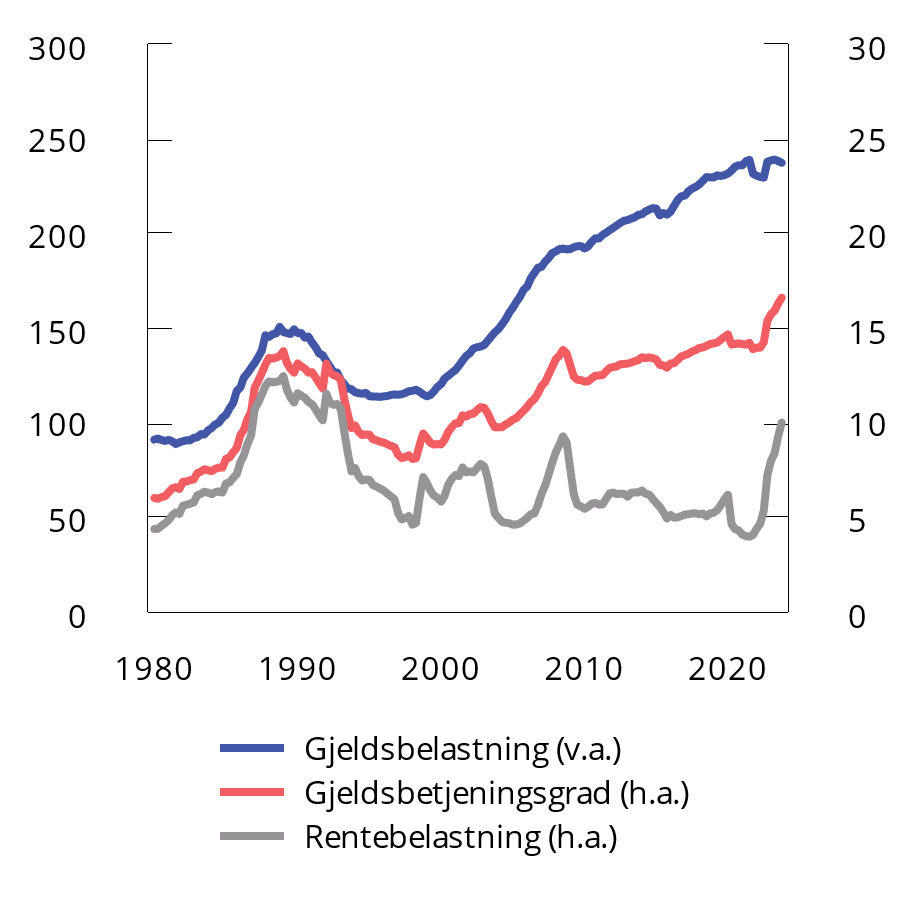 300 30
250 25
200 20
150 15
100 10
50 5
0 0
1980 1990 2000 2010 2020
Gjeldsbelastning (v.a.)
Gjeldsbetjeningsgrad (h.a.)
Rentebelastning (h.a.)